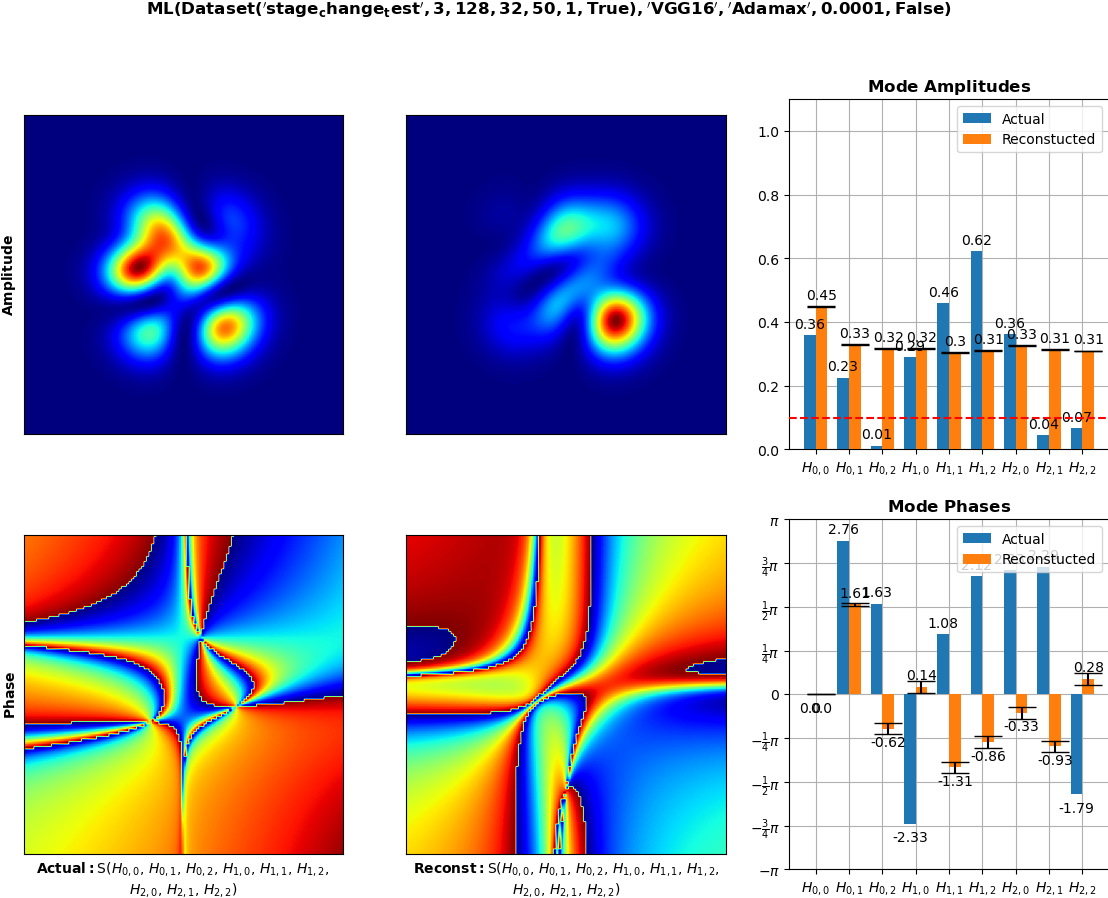 ML(Dataset('stage_change_test', 3, 128, 32, 50, 1, True), 'VGG16', 'Adamax', 0.0001, False)
Mode Amplitudes
Amplitude
Actual
Reconstucted
1.0
0.8
0.6
0.4
0.2
0.0
0.36
0.45
0.23
0.33
0.01
0.32
0.29
0.32
0.46
0.3
0.62
0.31
0.36
0.33
0.04
0.31
0.07
0.31
H0,0 H0,1 H0,2 H1,0 H1,1 H1,2 H2,0 H2,1 H2,2
Mode Phases
Phase
Actual
Reconstucted
π
3/4π
1/2π
1/4π
0
−1/4π
−1/2π
−3/4π
−π
0.0
0.0
2.76
1.61
1.63
-0.62
-2.33
0.14
1.08
-1.31
2.12
-0.86
-0.33
-0.93
-1.79
0.28
H0,0 H0,1 H0,2 H1,0 H1,1 H1,2 H2,0 H2,1 H2,2
Actual: S(H0,0, H0,1, H0,2, H1,0, H1,1, H1,2,
H2,0, H2,1, H2,2)
Reconst: S(H0,0, H0,1, H0,2, H1,0, H1,1, H1,2,
H2,0, H2,1, H2,2)